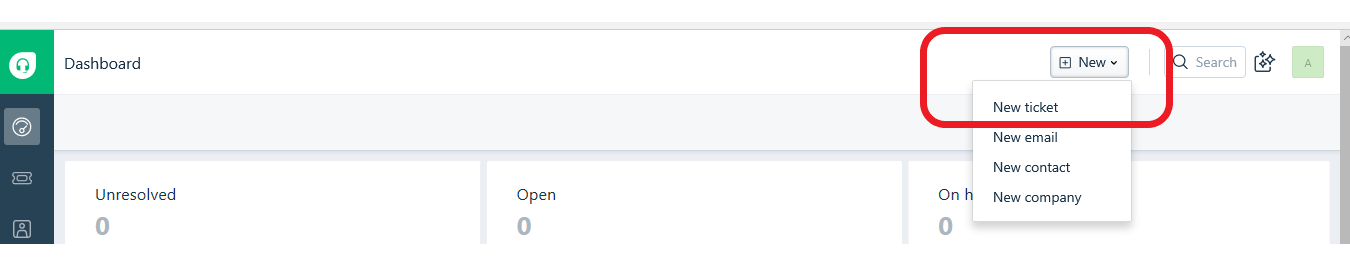 Dashboard
New
Search
A
New ticket
New email
New contact
New company
Unresolved
Open
On h
0
0
0